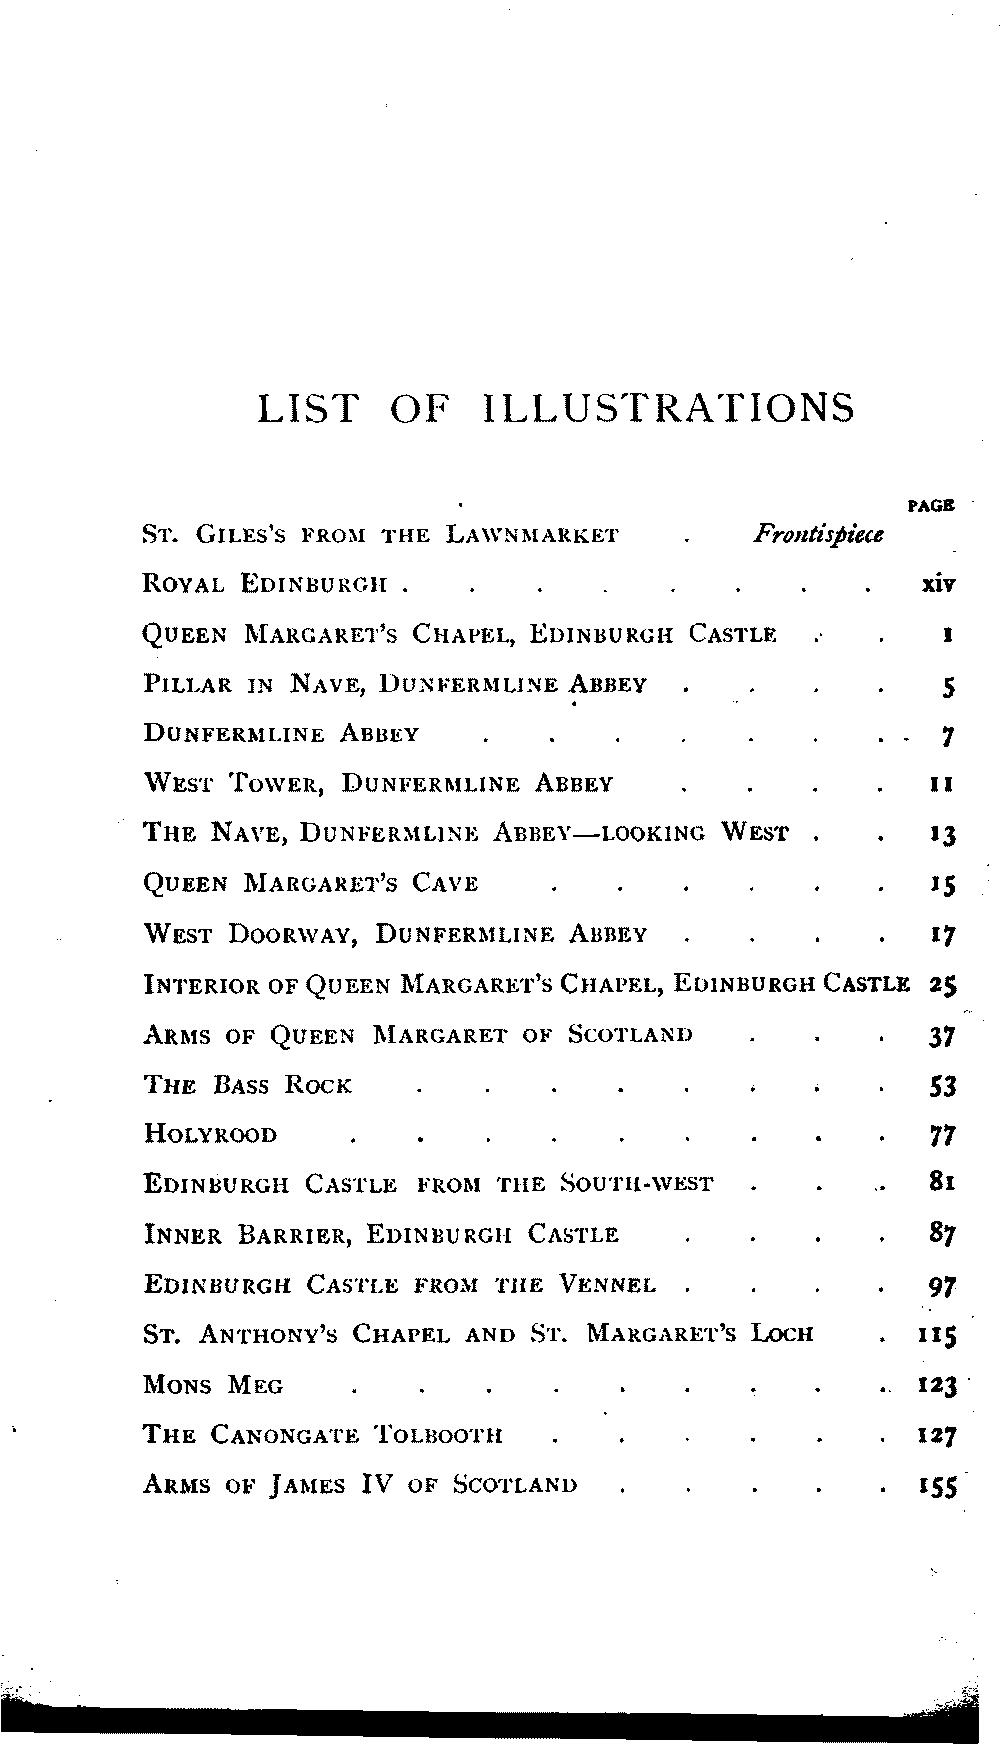 LIST OF ILLUSTRATIONS
PAGE
ST. GILES'S FROM THE LAWNMARKET . Frontispiece
ROYAL EDINBURGH . . . . . . . . xiv
QUEEN MARGARET'S CHAPEL, EDINBURGH CASTLE . . 1
PILLAR IN NAVE, DUNFERMLINE ABBEY . . . . 5
DUNFERMLINE ABBEY . . . . . . . 7
WEST TOWER, DUNFERMLINE ABBEY . . . . 11
THE NAVE, DUNFERMLINE ABBEY—LOOKING WEST . . 13
QUEEN MARGARET'S CAVE . . . . . . 15
WEST DOORWAY, DUNFERMLINE ABBEY . . . . 17
INTERIOR OF QUEEN MARGARET'S CHAPEL, EDINBURGH CASTLE 25
ARMS OF QUEEN MARGARET OF SCOTLAND . . . 37
THE BASS ROCK . . . . . . . . 53
HOLYROOD . . . . . . . . . 77
EDINBURGH CASTLE FROM THE SOUTH-WEST . . . 81
INNER BARRIER, EDINBURGH CASTLE . . . . 87
EDINBURGH CASTLE FROM THE VENNEL . . . . 97
ST. ANTHONY'S CHAPEL AND ST. MARGARET'S LOCH . 115
MONS MEG . . . . . . . . . 123
THE CANONGATE TOLBOOTH . . . . . . 127
ARMS OF JAMES IV OF SCOTLAND . . . . . 155